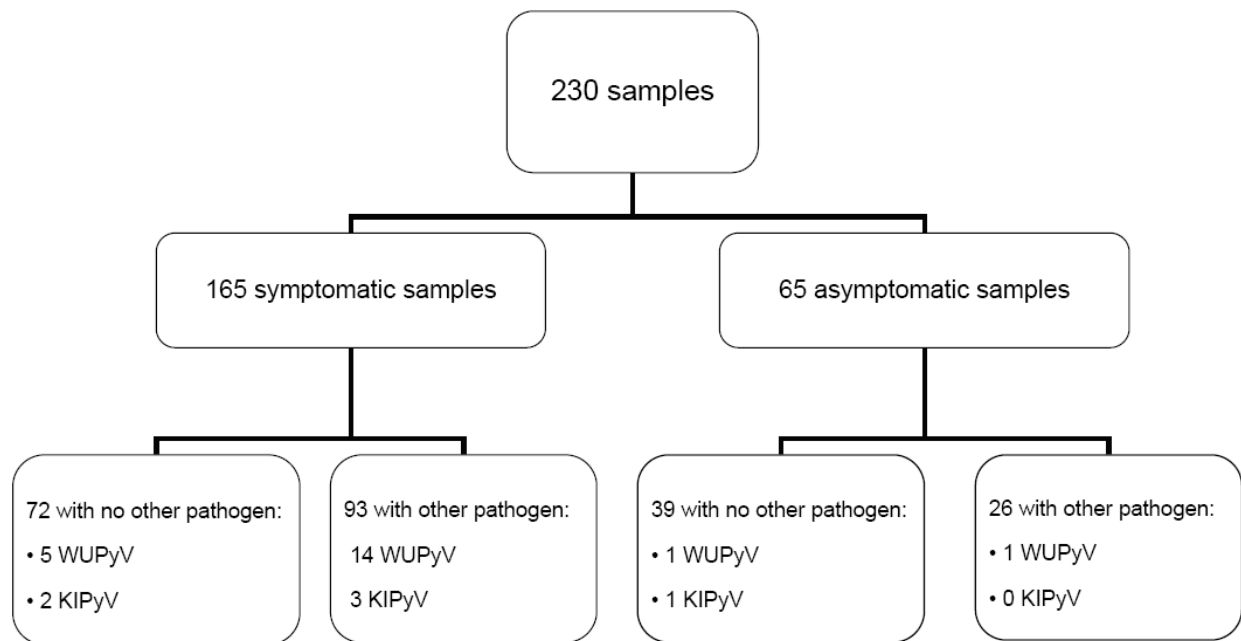 230 samples
165 symptomatic samples
65 asymptomatic samples
72 with no other pathogen:
• 5 WUPyV
• 2 KIPyV
93 with other pathogen:
14 WUPyV
3 KIPyV
39 with no other pathogen:
• 1 WUPyV
• 1 KIPyV
26 with other pathogen:
• 1 WUPyV
• 0 KIPyV